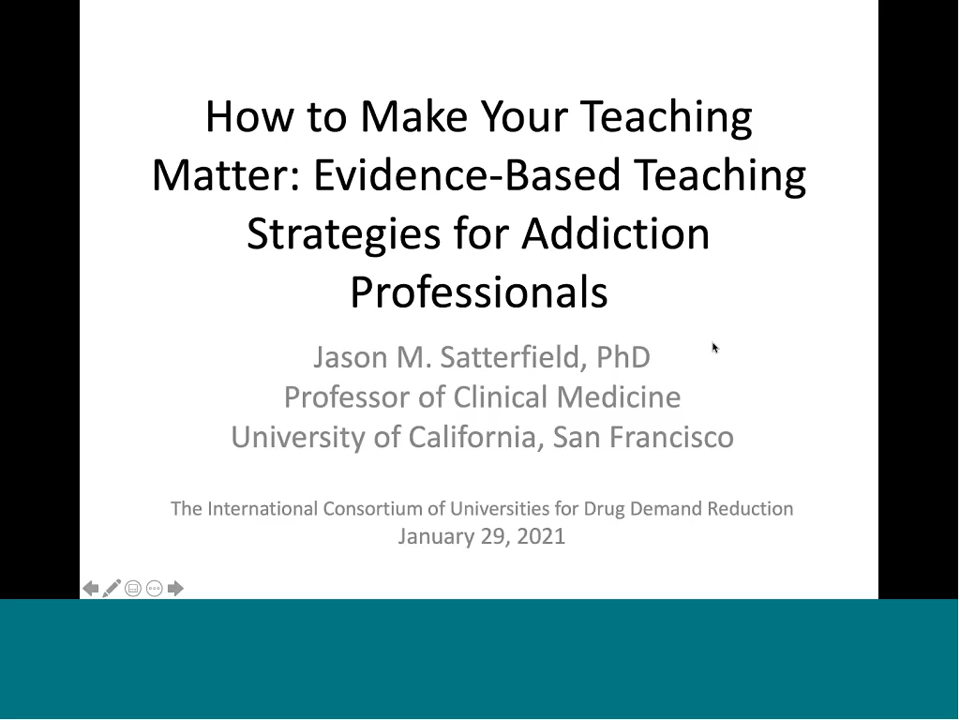 How to Make Your Teaching
Matter: Evidence-Based Teaching
Strategies for Addiction
Professionals
Jason M. Satterfield, PhD
Professor of Clinical Medicine
University of California, San Francisco
The International Consortium of Universities for Drug Demand Reduction
January 29, 2021